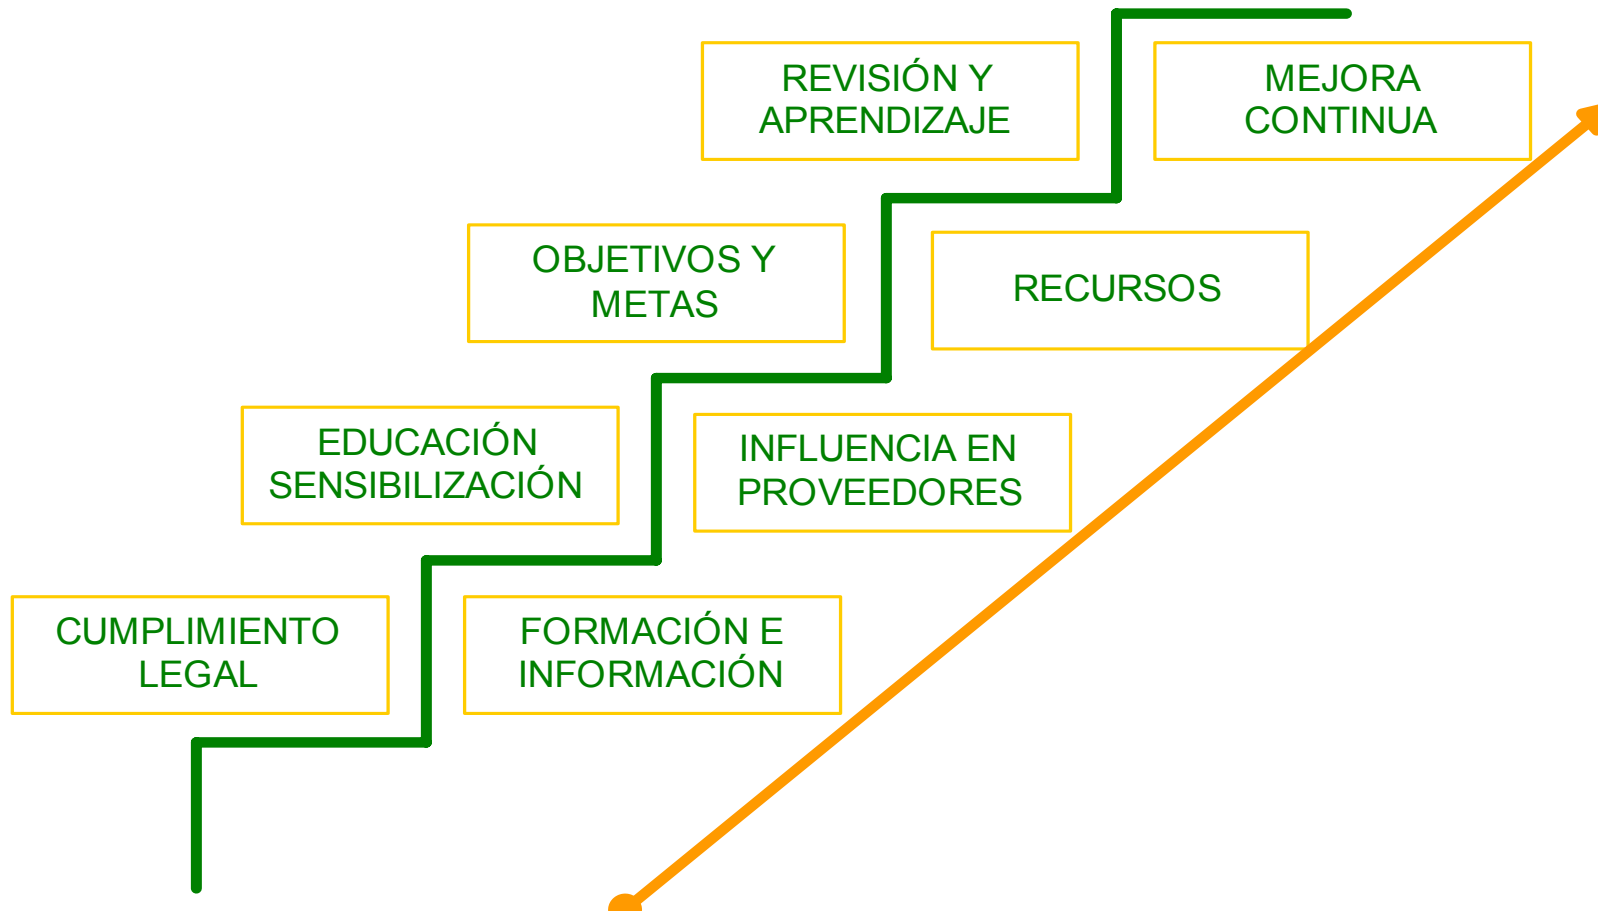 REVISIÓN Y
APRENDIZAJE
MEJORA
CONTINUA
OBJETIVOS Y
METAS
RECURSOS
EDUCACIÓN
SENSIBILIZACIÓN
INFLUENCIA EN
PROVEEDORES
CUMPLIMIENTO
LEGAL
FORMACIÓN E
INFORMACIÓN